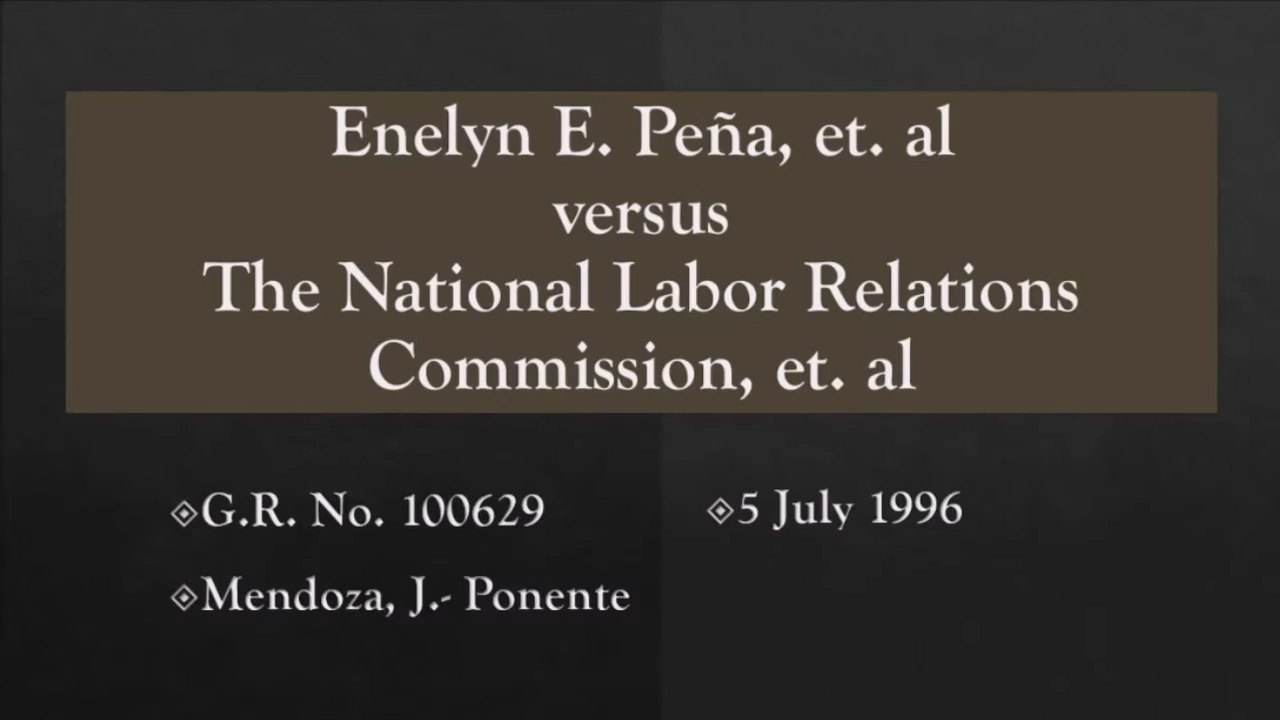 Enelyn E. Peña, et. al
versus
The National Labor Relations
Commission, et. al
G.R. No. 100629
5 July 1996
Mendoza, J.- Ponente